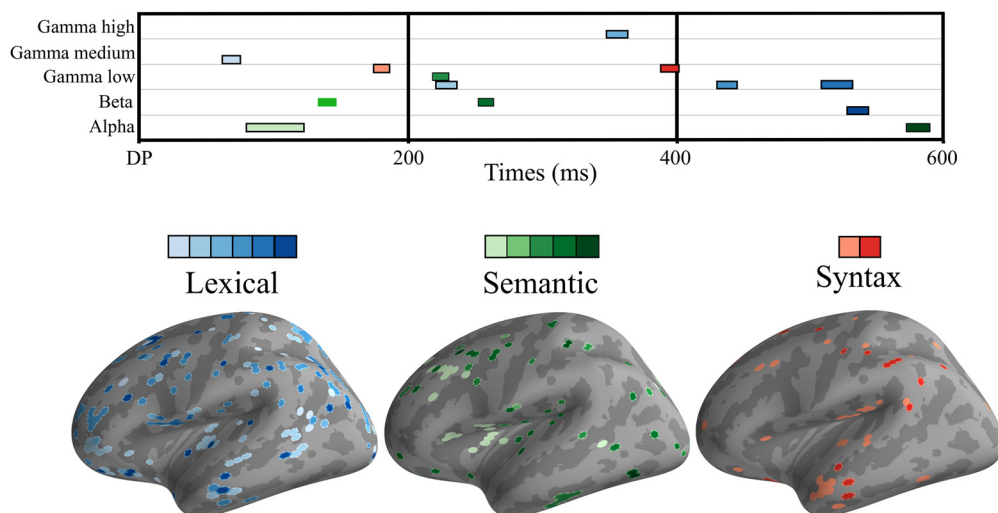 Gamma high
Gamma medium
Gamma low
Beta
Alpha
DP 200 400 600
Times (ms)
Lexical Semantic Syntax